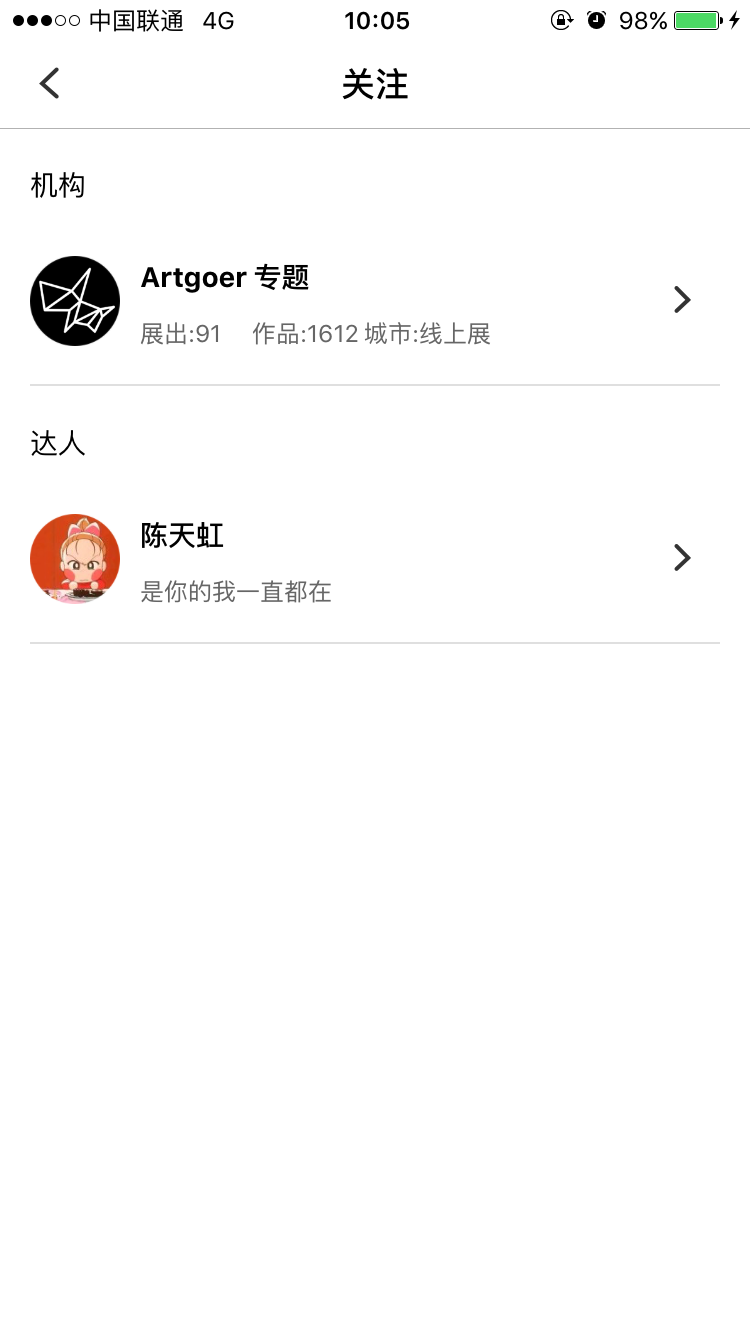 中国联通 4G 10:05 98%
关注
机构
Artgoer 专题
展出:91 作品:1612 城市:线上展
达人
陈天虹
是你的我一直都在